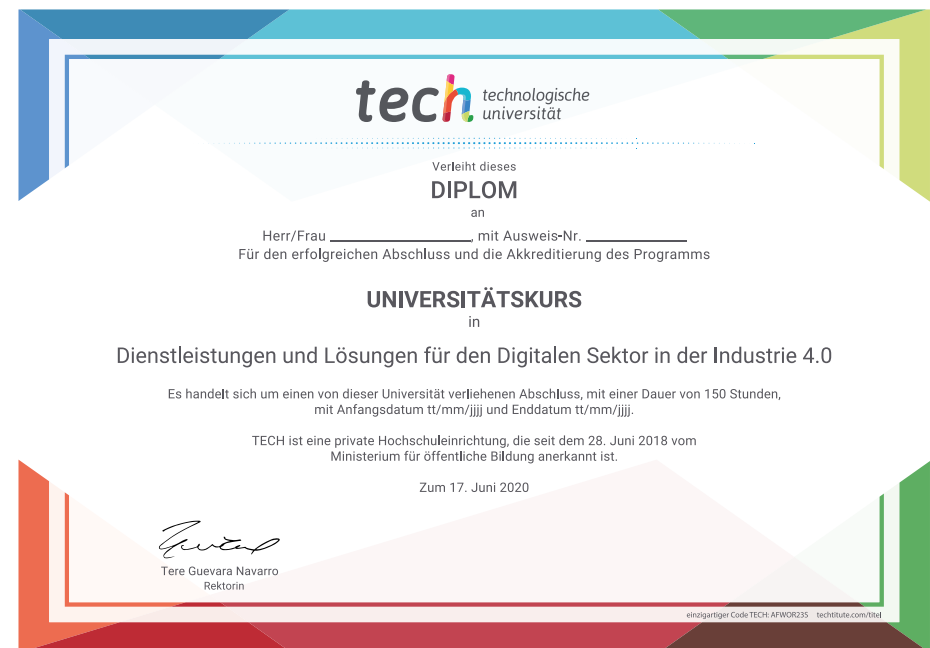 tech technologische
universität
Verleiht dieses
DIPLOM
an
Herr/Frau ____________________, mit Ausweis-Nr. ______________
Für den erfolgreichen Abschluss und die Akkreditierung des Programms
UNIVERSITÄTSKURS
in
Dienstleistungen und Lösungen für den Digitalen Sektor in der Industrie 4.0
Es handelt sich um einen von dieser Universität verliehenen Abschluss, mit einer Dauer von 150 Stunden,
mit Anfangsdatum tt/mm/jjjj und Enddatum tt/mm/jjjj.
TECH ist eine private Hochschuleinrichtung, die seit dem 28. Juni 2018 vom
Ministerium für öffentliche Bildung anerkannt ist.
Zum 17. Juni 2020
Tere Guevara Navarro
Rektorin
einzigartiger Code TECH: AFWOR23S techtitute.com/titel